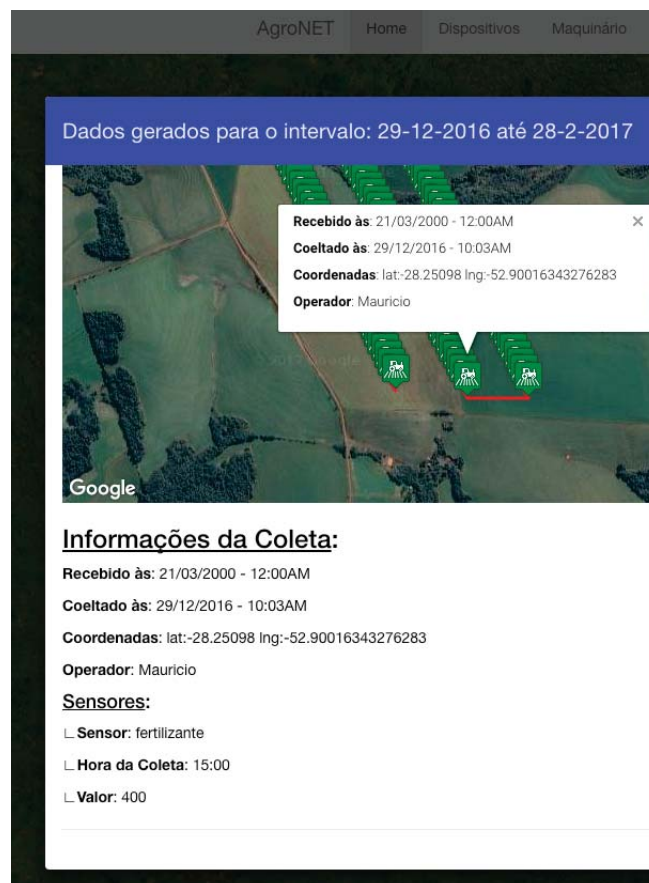 AgroNET Home Dispositivos Maquinário
Dados gerados para o intervalo: 29-12-2016 até 28-2-2017
Recebido às: 21/03/2000 - 12:00AM ×
Coeltado às: 29/12/2016 - 10:03AM
Coordenadas: lat:-28.25098 lng:-52.90016343276283
Operador: Mauricio
Google
Informações da Coleta:
Recebido às: 21/03/2000 - 12:00AM
Coeltado às: 29/12/2016 - 10:03AM
Coordenadas: lat:-28.25098 lng:-52.90016343276283
Operador: Mauricio
Sensores:
∟Sensor: fertilizante
∟Hora da Coleta: 15:00
∟Valor: 400